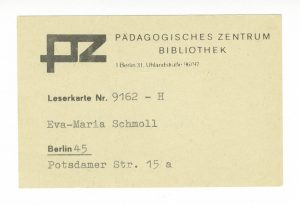 pz
PÄDAGOGISCHES ZENTRUM
BIBLIOTHEK
1 Berlin 31, Uhlandstraße 96/97
Leserkarte Nr. 9162 - H
Eva-Maria Schmoll
Berlin 45
Potsdamer Str. 15 a